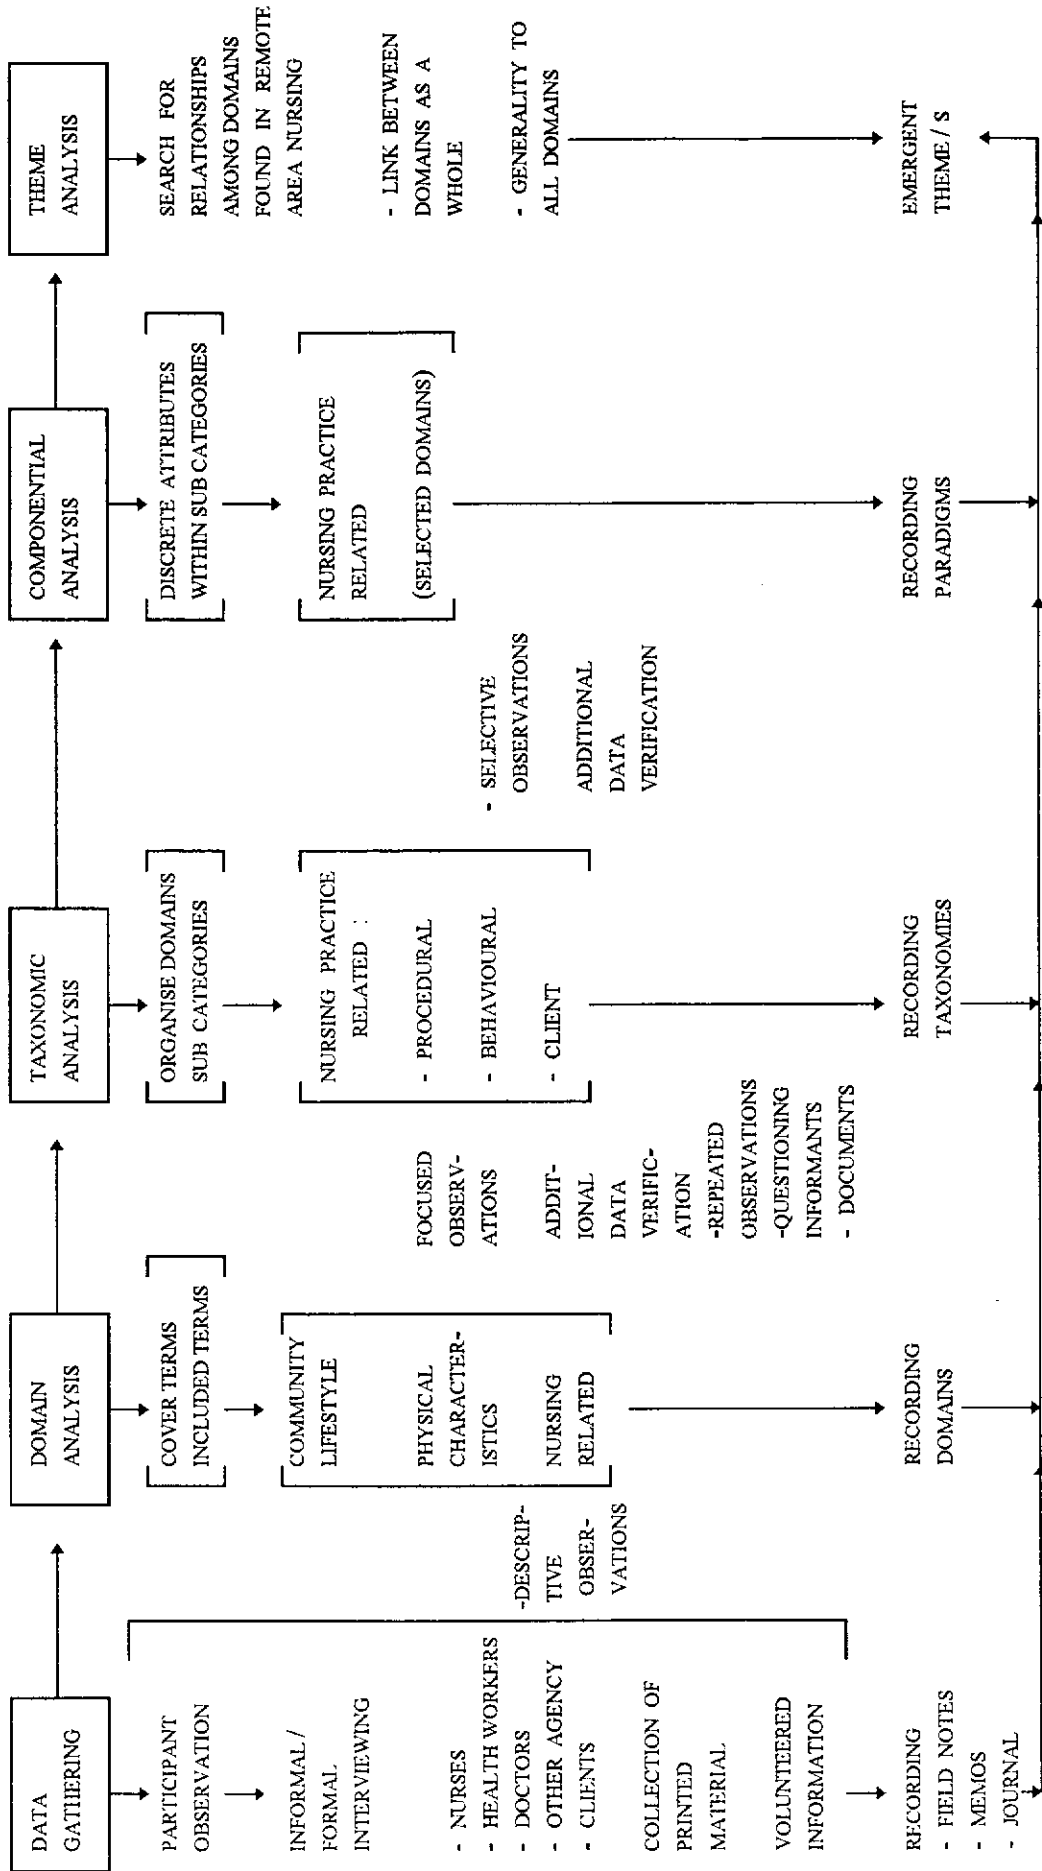 DATA
GATHERING
PARTICIPANT
OBSERVATION
INFORMAL/
FORMAL
INTERVIEWING
- NURSES
- HEALTH WORKERS
- DOCTORS
- OTHER AGENCY
- CLIENTS
COLLECTION OF
PRINTED
MATERIAL
VOLUNTEERED
INFORMATION
RECORDING
- FIELD NOTES
- MEMOS
- JOURNAL
-DESCRIP-
TIVE
OBSER-
VATIONS
DOMAIN
ANALYSIS
COVER TERMS
INCLUDED TERMS
COMMUNITY
LIFESTYLE
PHYSICAL
CHARACTER-
ISTICS
NURSING
RELATED
RECORDING
DOMAINS
FOCUSED
OBSERV-
ATIONS
ADDIT-
IONAL
DATA
VERIFIC-
ATION
-REPEATED
OBSERVATIONS
-QUESTIONING
INFORMANTS
- DOCUMENTS
TAXONOMIC
ANALYSIS
ORGANISE DOMAINS
SUB CATEGORIES
NURSING PRACTICE
RELATED :
- PROCEDURAL
- BEHAVIOURAL
- CLIENT
RECORDING
TAXONOMIES
- SELECTIVE
OBSERVATIONS
ADDITIONAL
DATA
VERIFICATION
COMPONENTIAL
ANALYSIS
DISCRETE ATTRIBUTES
WITHIN SUB CATEGORIES
NURSING PRACTICE
RELATED
(SELECTED DOMAINS)
RECORDING
PARADIGMS
THEME
ANALYSIS
SEARCH FOR
RELATIONSHIPS
AMONG DOMAINS
FOUND IN REMOTE
AREA NURSING
- LINK BETWEEN
DOMAINS AS A
WHOLE
- GENERALITY TO
ALL DOMAINS
EMERGENT
THEME / S